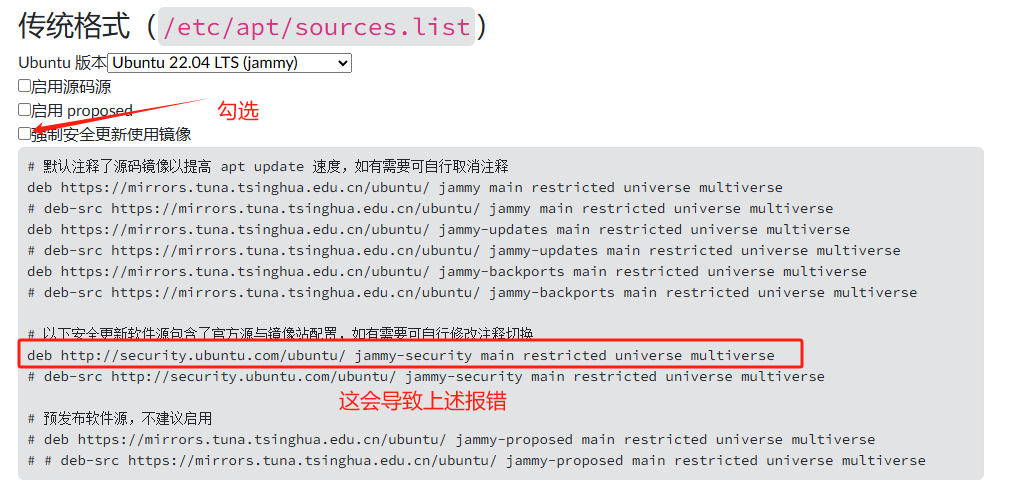 传统格式（/etc/apt/sources.list）
Ubuntu 版本 Ubuntu 22.04 LTS (jammy)
启用源码源
启用 proposed
勾选
强制安全更新使用镜像
# 默认注释了源码镜像以提高 apt update 速度，如有需要可自行取消注释
deb https://mirrors.tuna.tsinghua.edu.cn/ubuntu/ jammy main restricted universe multiverse
# deb-src https://mirrors.tuna.tsinghua.edu.cn/ubuntu/ jammy main restricted universe multiverse
deb https://mirrors.tuna.tsinghua.edu.cn/ubuntu/ jammy-updates main restricted universe multiverse
# deb-src https://mirrors.tuna.tsinghua.edu.cn/ubuntu/ jammy-updates main restricted universe multiverse
deb https://mirrors.tuna.tsinghua.edu.cn/ubuntu/ jammy-backports main restricted universe multiverse
# deb-src https://mirrors.tuna.tsinghua.edu.cn/ubuntu/ jammy-backports main restricted universe multiverse
# 以下安全更新软件源包含了官方源与镜像站配置，如有需要可自行修改注释切换
deb http://security.ubuntu.com/ubuntu/ jammy-security main restricted universe multiverse
# deb-src http://security.ubuntu.com/ubuntu/ jammy-security main restricted universe multiverse
这会导致上述报错
# 预发布软件源，不建议启用
# deb https://mirrors.tuna.tsinghua.edu.cn/ubuntu/ jammy-proposed main restricted universe multiverse
# # deb-src https://mirrors.tuna.tsinghua.edu.cn/ubuntu/ jammy-proposed main restricted universe multiverse